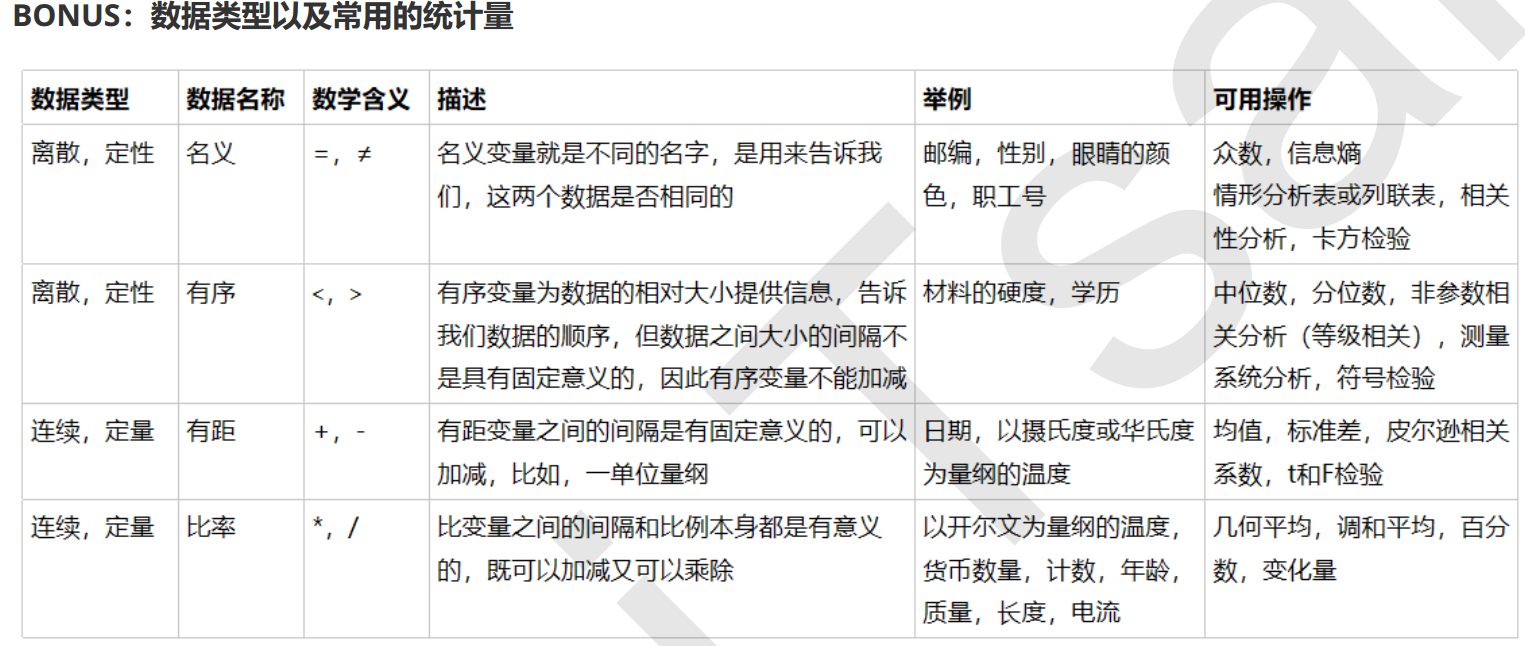 BONUS：数据类型以及常用的统计量
数据类型 数据名称 数学含义 描述 举例 可用操作
离散，定性 名义 =，≠ 名义变量就是不同的名字，是用来告诉我 邮编，性别，眼睛的颜 众数，信息熵
们，这两个数据是否相同的 色，职工号 情形分析表或列联表，相关
性分析，卡方检验
离散，定性 有序 <，> 有序变量为数据的相对大小提供信息，告诉 材料的硬度，学历 中位数，分位数，非参数相
我们数据的顺序，但数据之间大小的间隔不 关分析（等级相关），测量
是具有固定意义的，因此有序变量不能加减 系统分析，符号检验
连续，定量 有距 +，- 有距变量之间的间隔是有固定意义的，可以 日期，以摄氏度或华氏度 均值，标准差，皮尔逊相关
加减，比如，一单位量纲 为量纲的温度 系数，t和F检验
连续，定量 比率 *，/ 比变量之间的间隔和比例本身都是有意义 以开尔文为量纲的温度， 几何平均，调和平均，百分
的，既可以加减又可以乘除 货币数量，计数，年龄， 数，变化量
质量，长度，电流